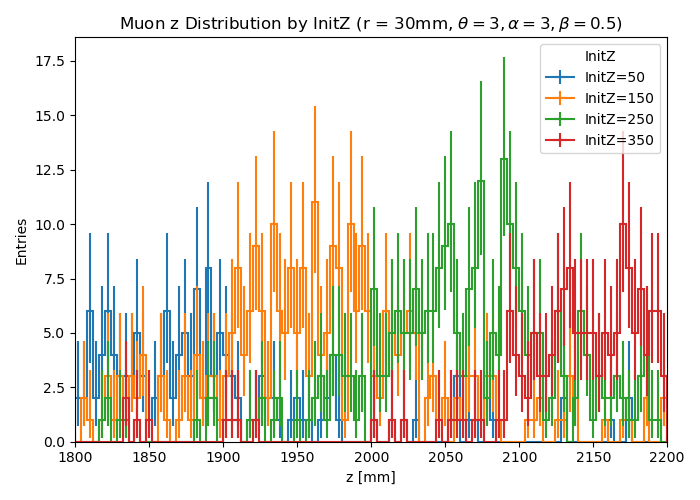 Muon z Distribution by InitZ (r = 30mm, θ = 3, α = 3, β = 0.5)
InitZ
InitZ=50
InitZ=150
InitZ=250
InitZ=350
Entries
17.5
15.0
12.5
10.0
7.5
5.0
2.5
0.0
1800 1850 1900 1950 2000 2050 2100 2150 2200
z [mm]